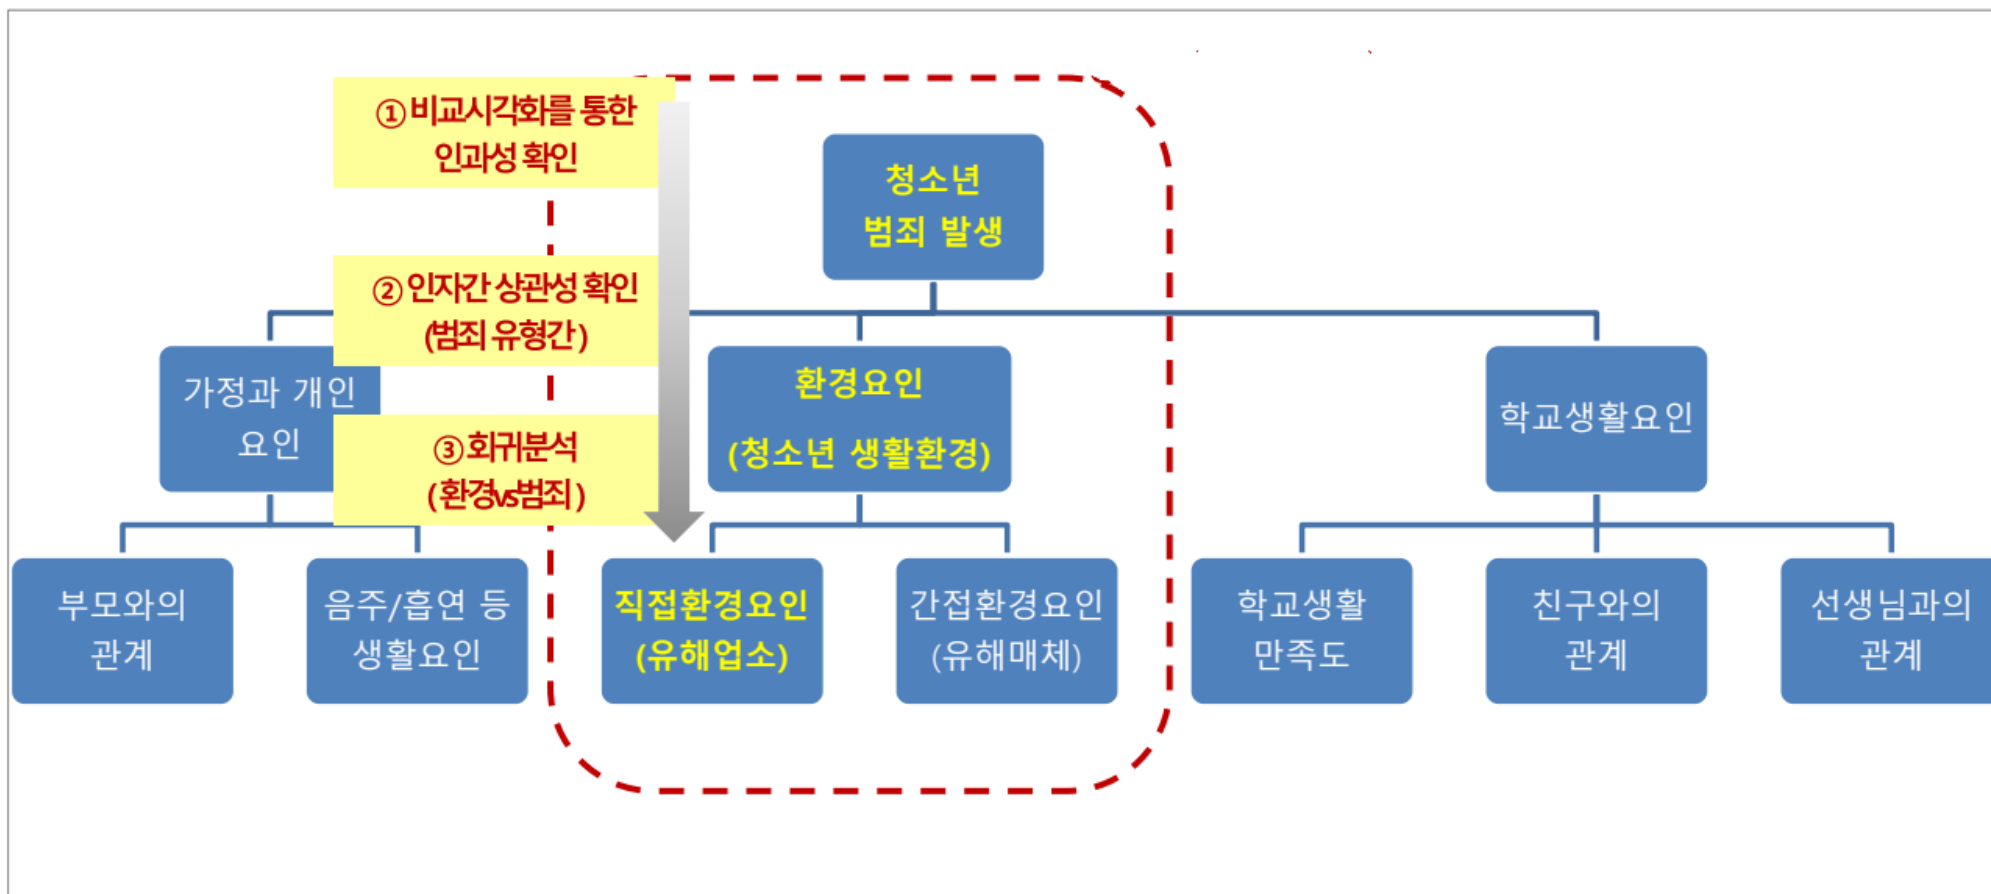 ① 비교시각화를 통한
인과성 확인
청소년
범죄 발생
② 인자간 상관성 확인
(범죄 유형간)
가정과 개인
요인
③ 회귀분석
(환경vs범죄)
환경요인
(청소년 생활환경)
학교생활요인
부모와의
관계
음주/흡연 등
생활요인
직접환경요인
(유해업소)
간접환경요인
(유해매체)
학교생활
만족도
친구와의
관계
선생님과의
관계